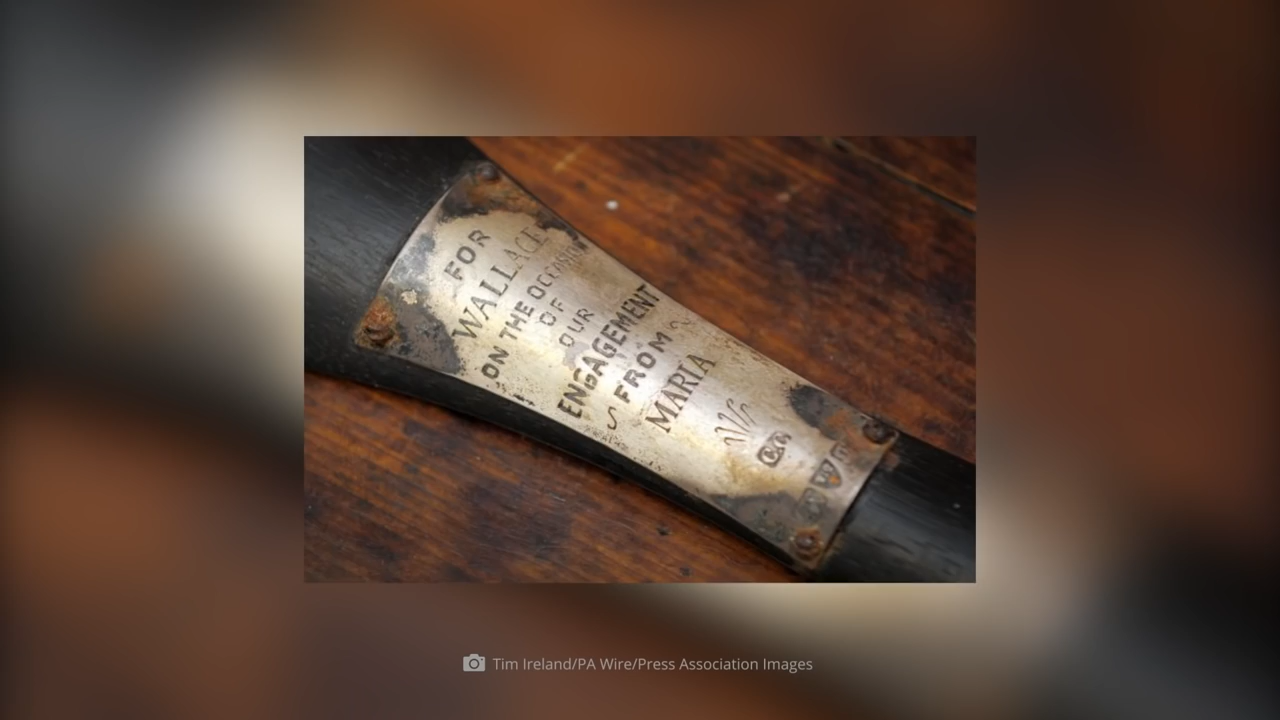 FOR
WALLACE
ON THE OCCASION
OF
OUR
ENGAGEMENT
FROM
MARIA
Tim Ireland/PA Wire/Press Association Images